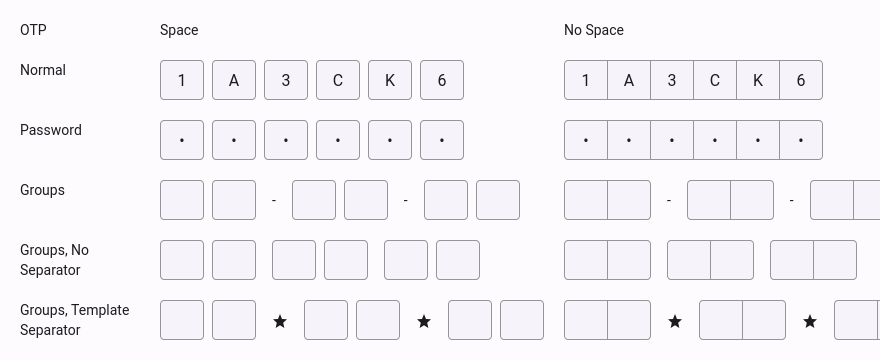 OTP Space No Space
Normal 1 A 3 C K 6 1 A 3 C K 6
Password • • • • • • • • • • • •
Groups - - - -
Groups, No
Separator
Groups, Template
Separator ★ ★ ★ ★